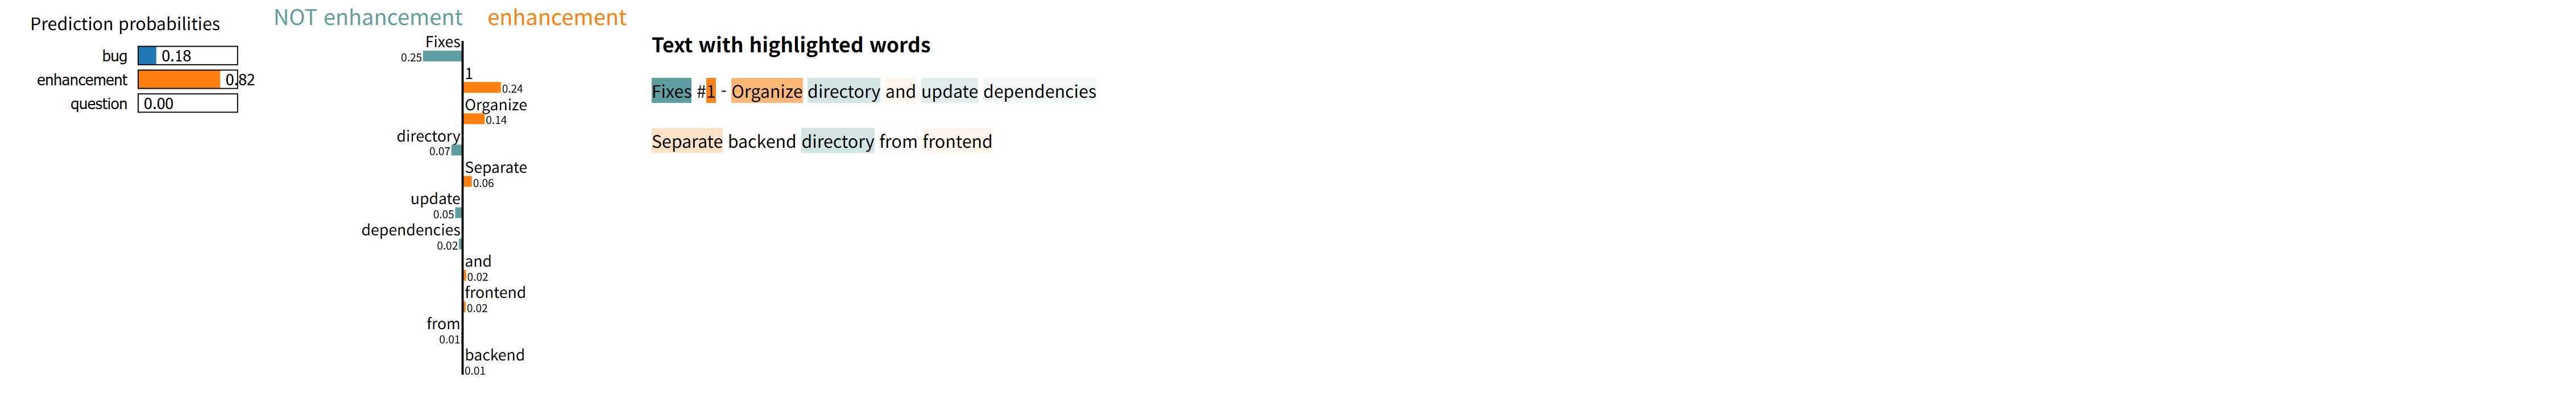 Prediction probabilities
bug 0.18
enhancement 0.82
question 0.00
NOT enhancement enhancement
Fixes
0.25
1
0.24
Organize
0.14
directory
0.07
Separate
0.06
update
0.05
dependencies
0.02
and
0.02
frontend
0.02
from
0.01
backend
0.01
Text with highlighted words
Fixes #1 - Organize directory and update dependencies
Separate backend directory from frontend